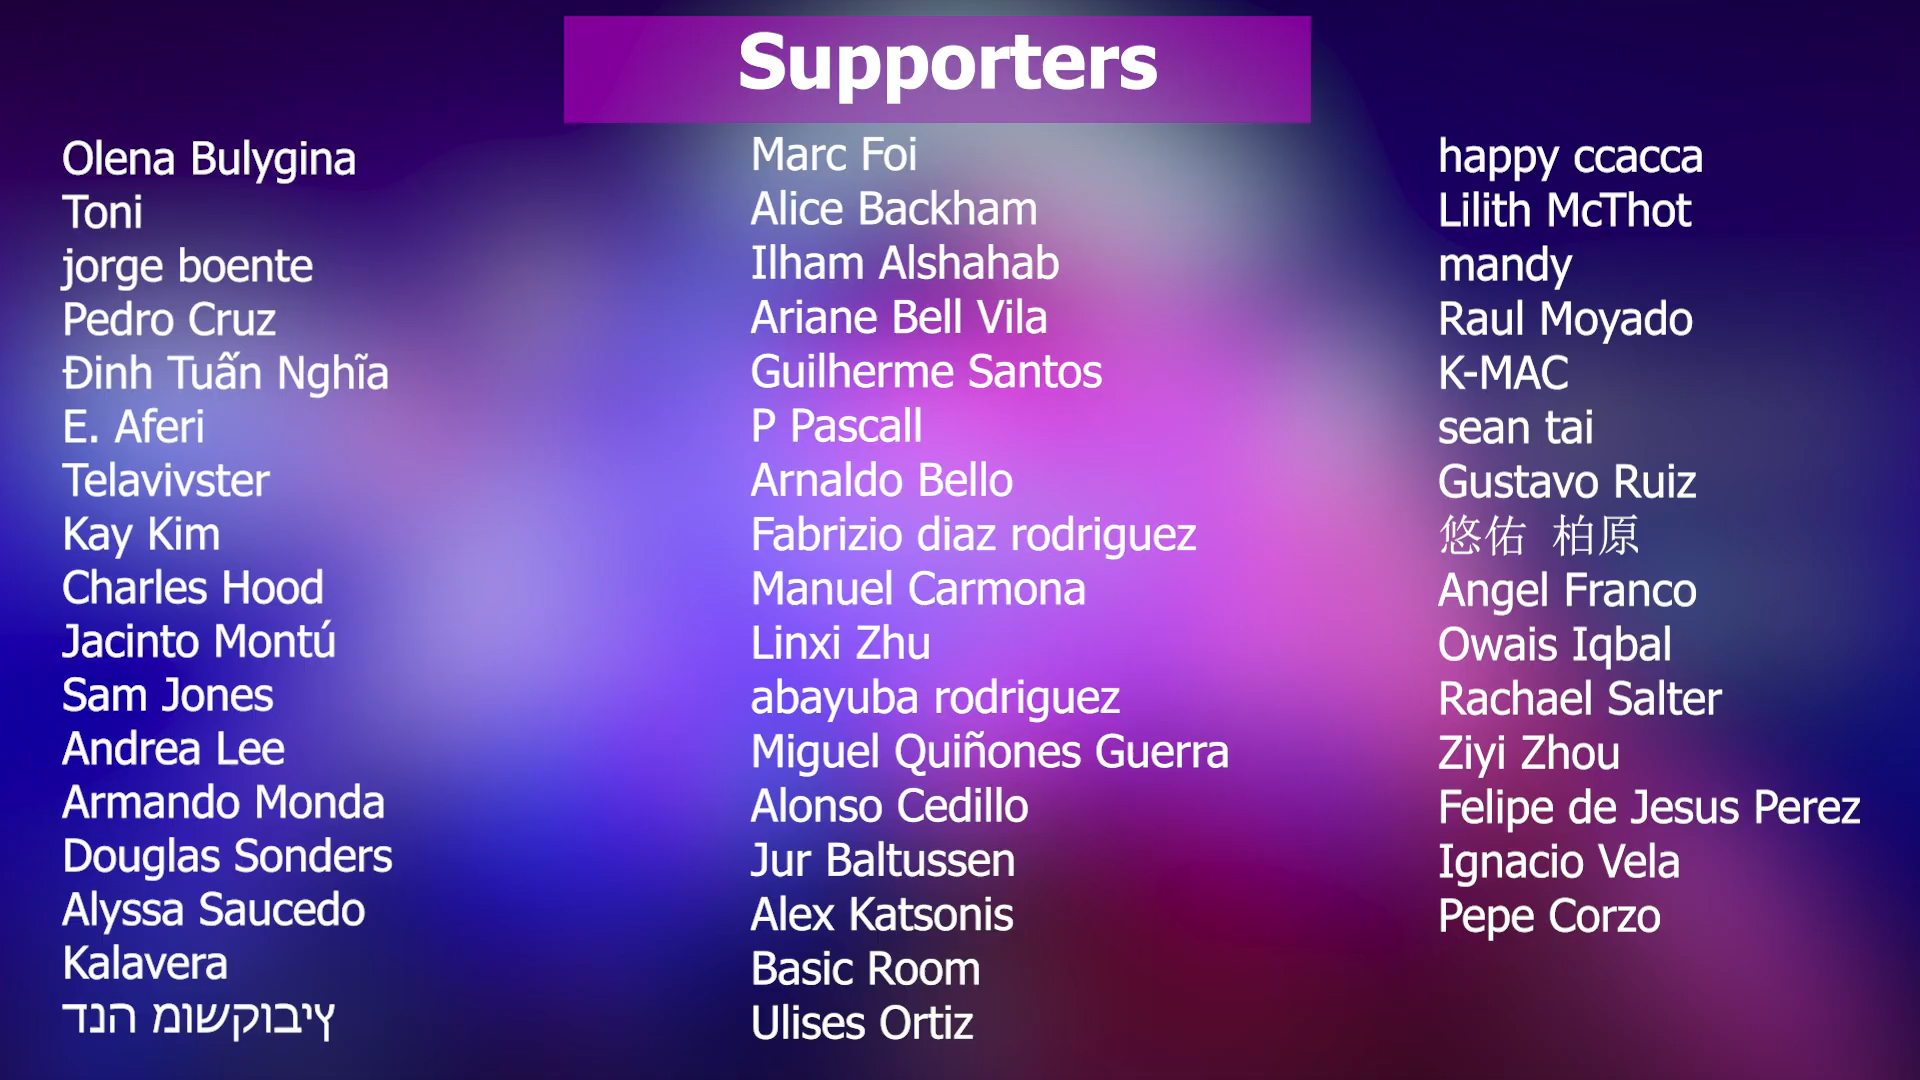 Supporters
Olena Bulygina
Toni
jorge boente
Pedro Cruz
Đinh Tuấn Nghĩa
E. Aferi
Telavivster
Kay Kim
Charles Hood
Jacinto Montú
Sam Jones
Andrea Lee
Armando Monda
Douglas Sonders
Alyssa Saucedo
Kalavera
דנה מושקוביץ
Marc Foi
Alice Backham
Ilham Alshahab
Ariane Bell Vila
Guilherme Santos
P Pascall
Arnaldo Bello
Fabrizio diaz rodriguez
Manuel Carmona
Linxi Zhu
abayuba rodriguez
Miguel Quiñones Guerra
Alonso Cedillo
Jur Baltussen
Alex Katsonis
Basic Room
Ulises Ortiz
happy ccacca
Lilith McThot
mandy
Raul Moyado
K-MAC
sean tai
Gustavo Ruiz
悠佑 柏原
Angel Franco
Owais Iqbal
Rachael Salter
Ziyi Zhou
Felipe de Jesus Perez
Ignacio Vela
Pepe Corzo